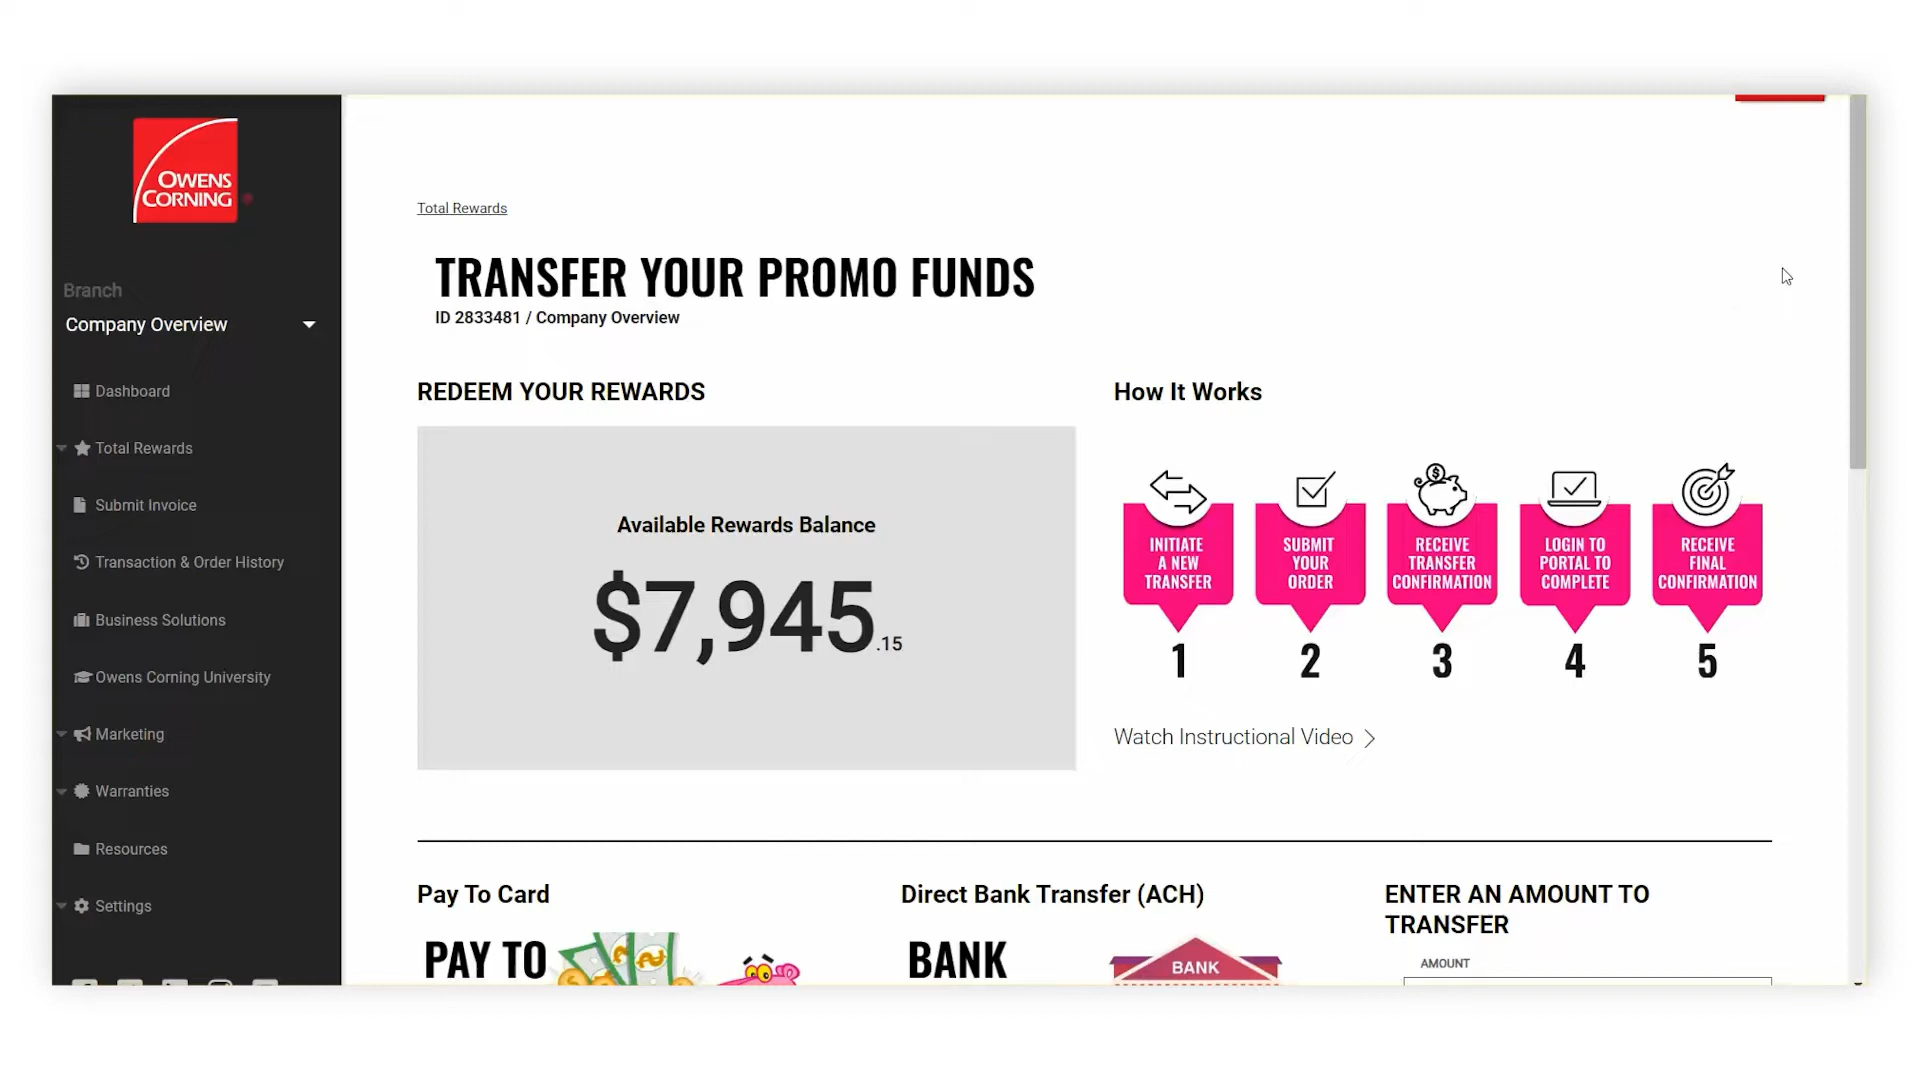 OWENS
CORNING
Branch
Company Overview
Dashboard
Total Rewards
Submit Invoice
Transaction & Order History
Business Solutions
Owens Corning University
Marketing
Warranties
Resources
Settings
Total Rewards
TRANSFER YOUR PROMO FUNDS
ID 2833481 / Company Overview
REDEEM YOUR REWARDS
Available Rewards Balance
$7,945.15
How It Works
INITIATE
A NEW
TRANSFER
1
SUBMIT
YOUR
ORDER
2
RECEIVE
TRANSFER
CONFIRMATION
3
LOGIN TO
PORTAL TO
COMPLETE
4
RECEIVE
FINAL
CONFIRMATION
5
Watch Instructional Video
Pay To Card
PAY TO
Direct Bank Transfer (ACH)
BANK
BANK
ENTER AN AMOUNT TO
TRANSFER
AMOUNT